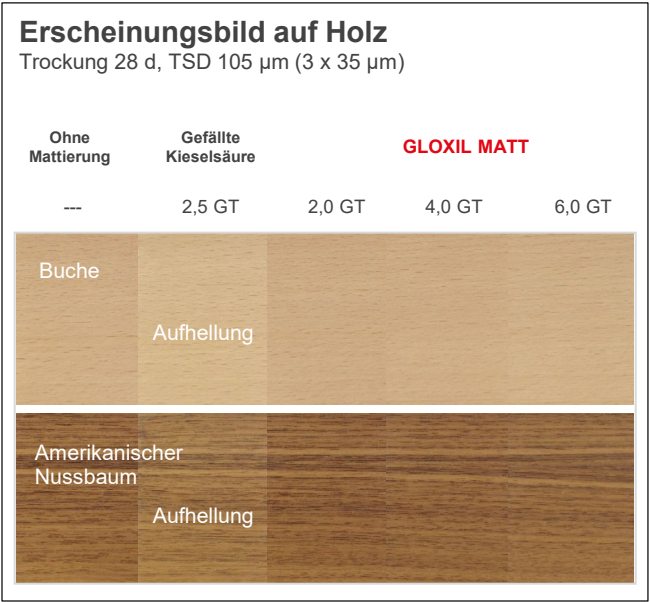 Erscheinungsbild auf Holz
Trockung 28 d, TSD 105 µm (3 x 35 µm)
Ohne
Mattierung
Gefällte
Kieselsäure
GLOXIL MATT
---
2,5 GT
2,0 GT
4,0 GT
6,0 GT
Buche
Aufhellung
Amerikanischer
Nussbaum
Aufhellung